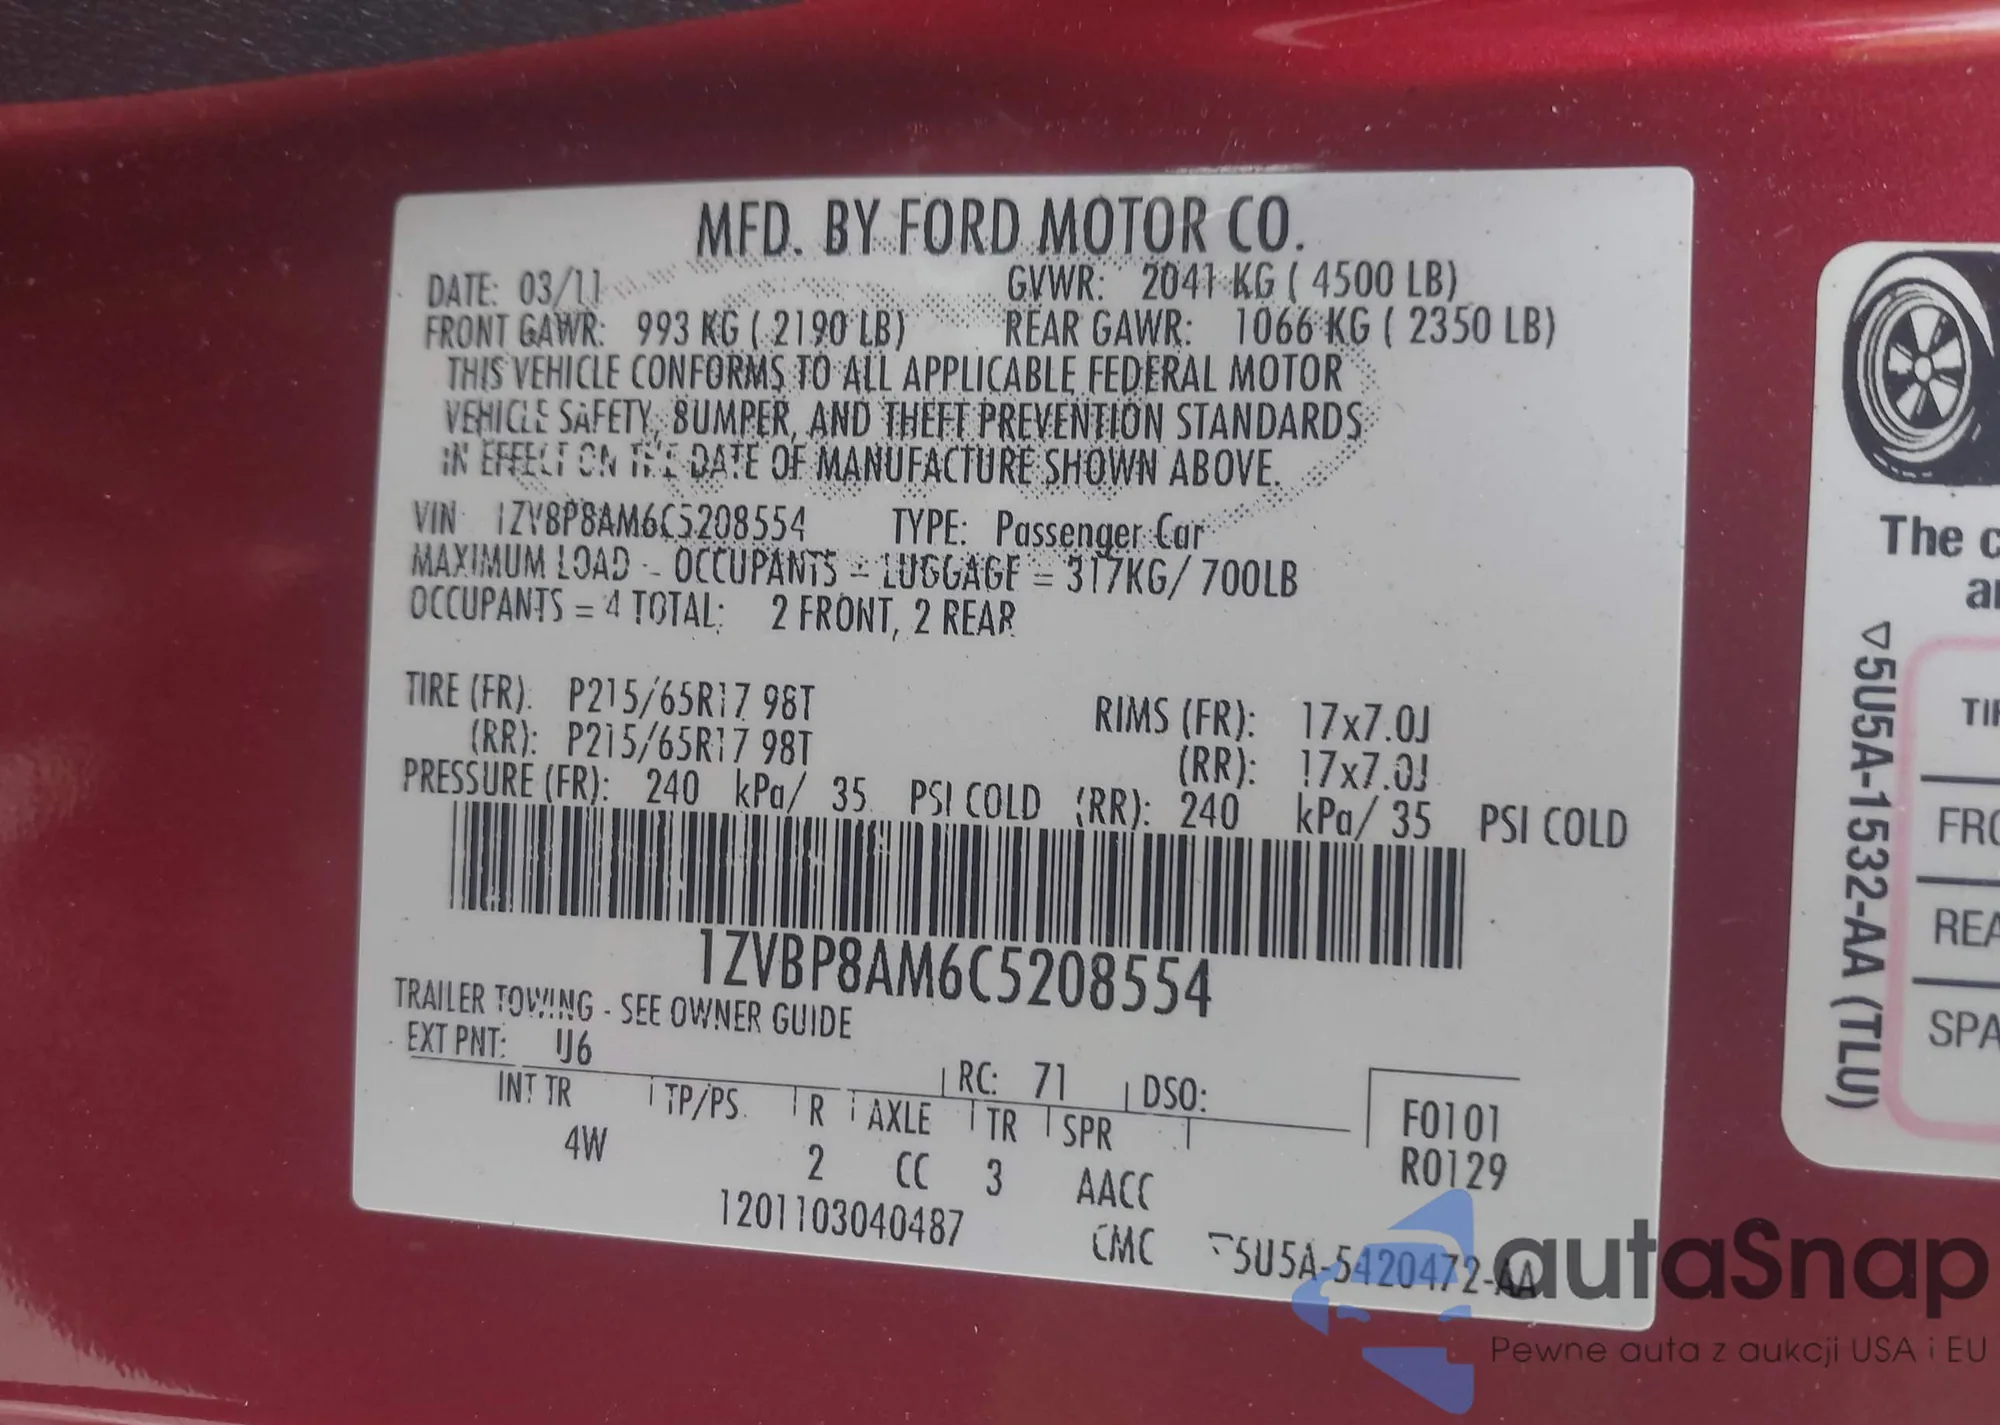 MFD. BY FORD MOTOR CO.
DATE: 03/11 GVWR: 2041 KG ( 4500 LB)
FRONT GAWR: 993 KG ( 2190 LB) REAR GAWR: 1066 KG ( 2350 LB)
THIS VEHICLE CONFORMS TO ALL APPLICABLE FEDERAL MOTOR
VEHICLE SAFETY, BUMPER, AND THEFT PREVENTION STANDARDS
IN EFFECT ON THE DATE OF MANUFACTURE SHOWN ABOVE.
VIN: 1ZVBP8AM6C5208554 TYPE: Passenger Car
MAXIMUM LOAD - OCCUPANTS + LUGGAGE = 317KG/ 700LB
OCCUPANTS = 4 TOTAL: 2 FRONT, 2 REAR
TIRE (FR): P215/65R17 98T RIMS (FR): 17x7.0J
(RR): P215/65R17 98T (RR): 17x7.0J
PRESSURE (FR): 240 kPa/ 35 PSI COLD (RR): 240 kPa/ 35 PSI COLD
1ZVBP8AM6C5208554
TRAILER TOWING - SEE OWNER GUIDE
EXT PNT: U6 RC: 71 DSO:
INT TR TP/PS R AXLE TR SPR F0101
4W 2 CC 3 AACC R0129
1201103040487 CMC 5U5A-5420472-AA
The
▽5U5A-1532-AA (TLU)
autaSnap
Pewne auta z aukcji USA i EU